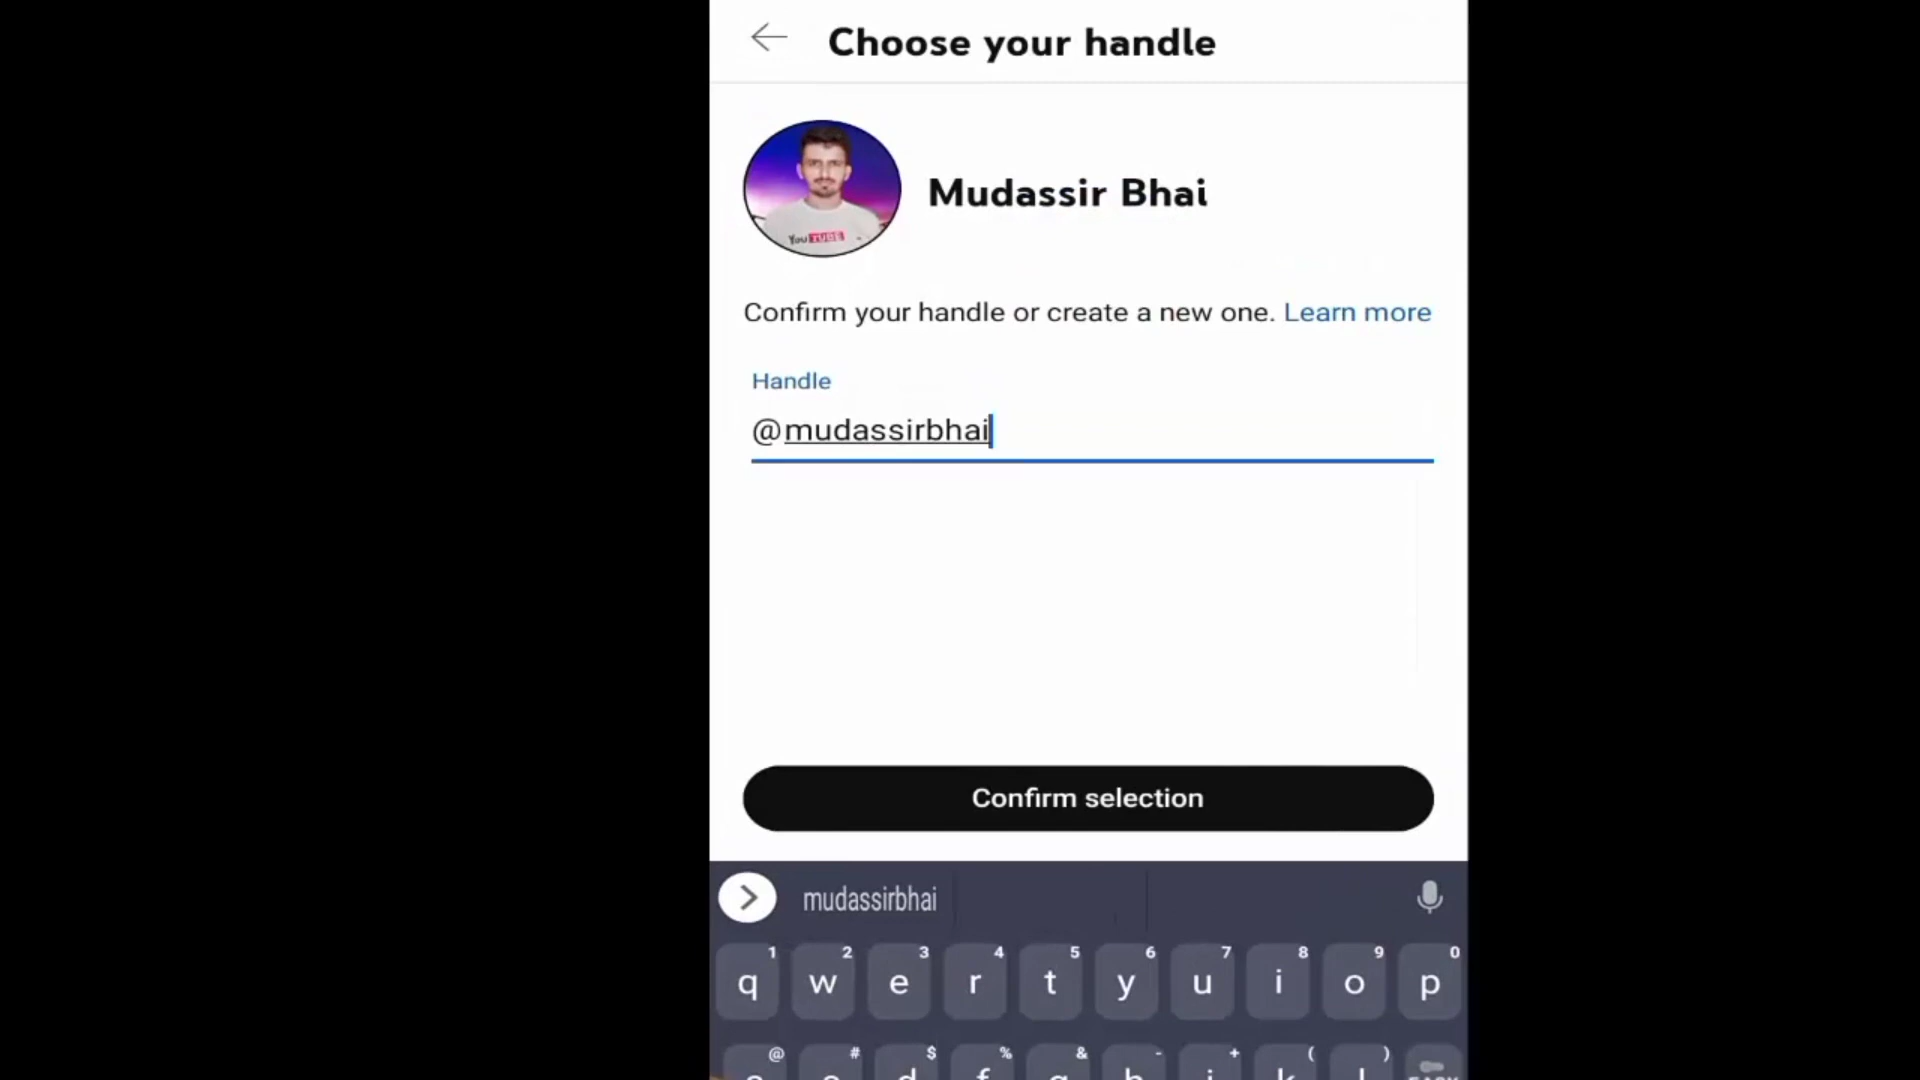 Choose your handle
YouTUBE
Mudassir Bhai
Confirm your handle or create a new one. Learn more
Handle
@mudassirbhai
Confirm selection
mudassirbhai
1 2 3 4 5 6 7 8 9 0
q w e r t y u i o p
@ # $ % & - + ( )